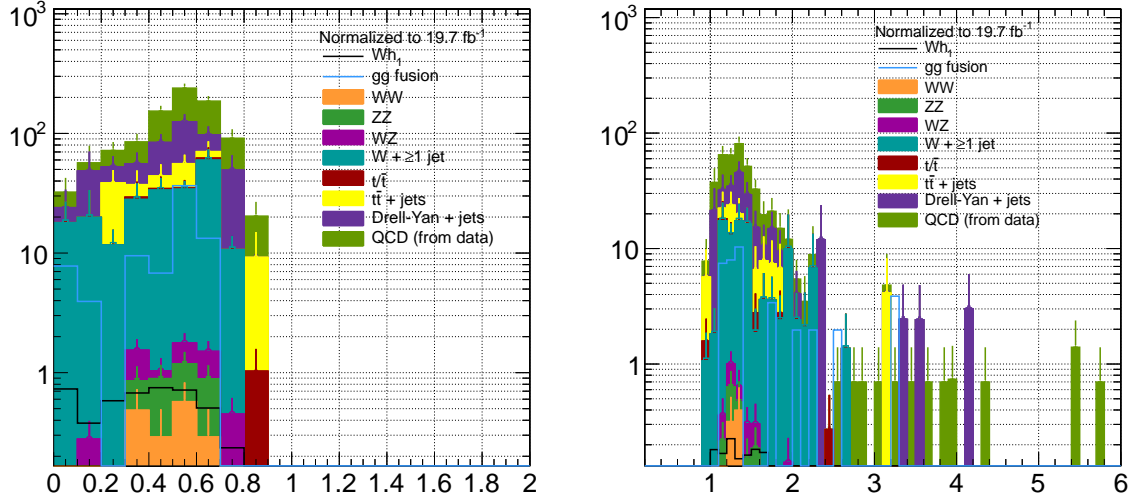 10³
Normalized to 19.7 fb⁻¹
Wh₁
gg fusion
WW
ZZ
WZ
W + ≥1 jet
t/t̄
tt̄ + jets
Drell-Yan + jets
QCD (from data)
10²
10
1
0 0.2 0.4 0.6 0.8 1 1.2 1.4 1.6 1.8 2
10³
Normalized to 19.7 fb⁻¹
Wh₁
gg fusion
WW
ZZ
WZ
W + ≥1 jet
t/t̄
tt̄ + jets
Drell-Yan + jets
QCD (from data)
10²
10
1
1 2 3 4 5 6